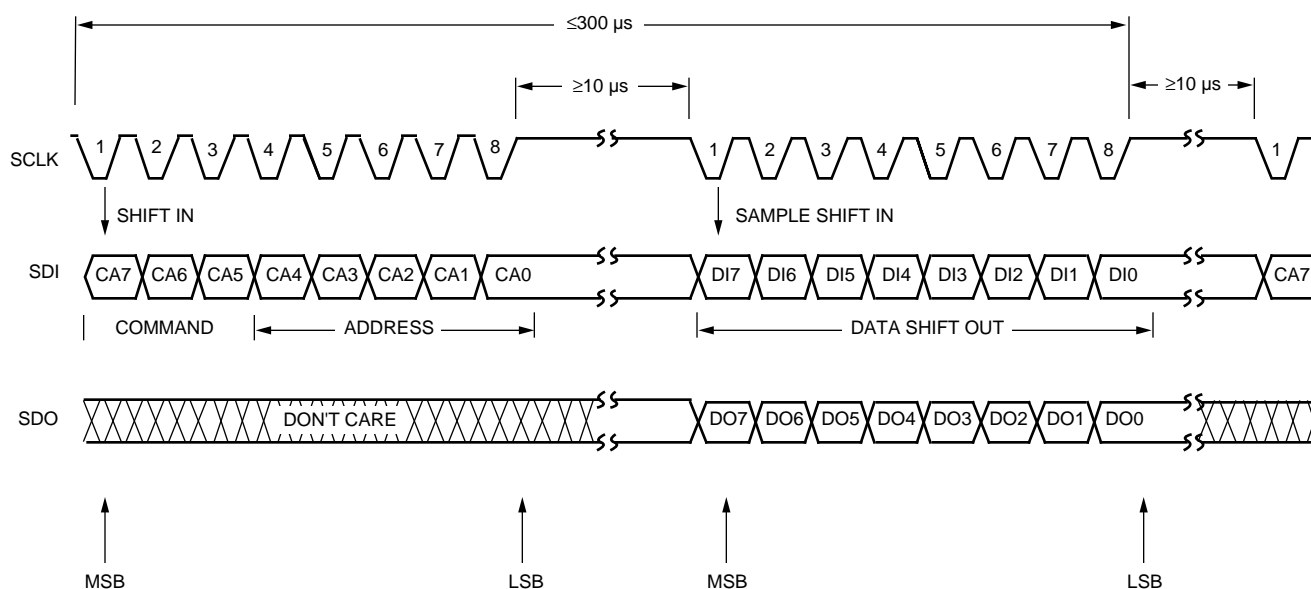 ≤300 µs
≥10 µs ≥10 µs
SCLK 1 2 3 4 5 6 7 8 1 2 3 4 5 6 7 8 1
SHIFT IN SAMPLE SHIFT IN
SDI CA7 CA6 CA5 CA4 CA3 CA2 CA1 CA0 DI7 DI6 DI5 DI4 DI3 DI2 DI1 DI0 CA7
COMMAND ADDRESS DATA SHIFT OUT
SDO DON'T CARE DO7 DO6 DO5 DO4 DO3 DO2 DO1 DO0
MSB LSB MSB LSB